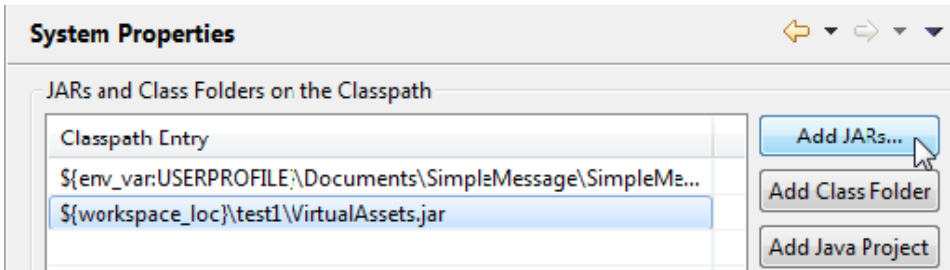 System Properties
JARs and Class Folders on the Classpath
Classpath Entry
Add JARs...
${env_var:USERPROFILE}\Documents\SimpleMessage\SimpleMe...
Add Class Folder
${workspace_loc}\test1\VirtualAssets.jar
Add Java Project